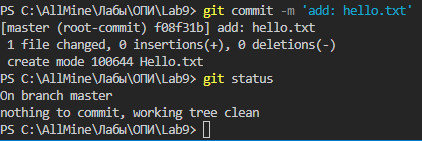 PS C:\AllMine\Лабы\ОПИ\Lab9> git commit -m 'add: hello.txt'
[master (root-commit) f08f31b] add: hello.txt
 1 file changed, 0 insertions(+), 0 deletions(-)
 create mode 100644 Hello.txt
PS C:\AllMine\Лабы\ОПИ\Lab9> git status
On branch master
nothing to commit, working tree clean
PS C:\AllMine\Лабы\ОПИ\Lab9>